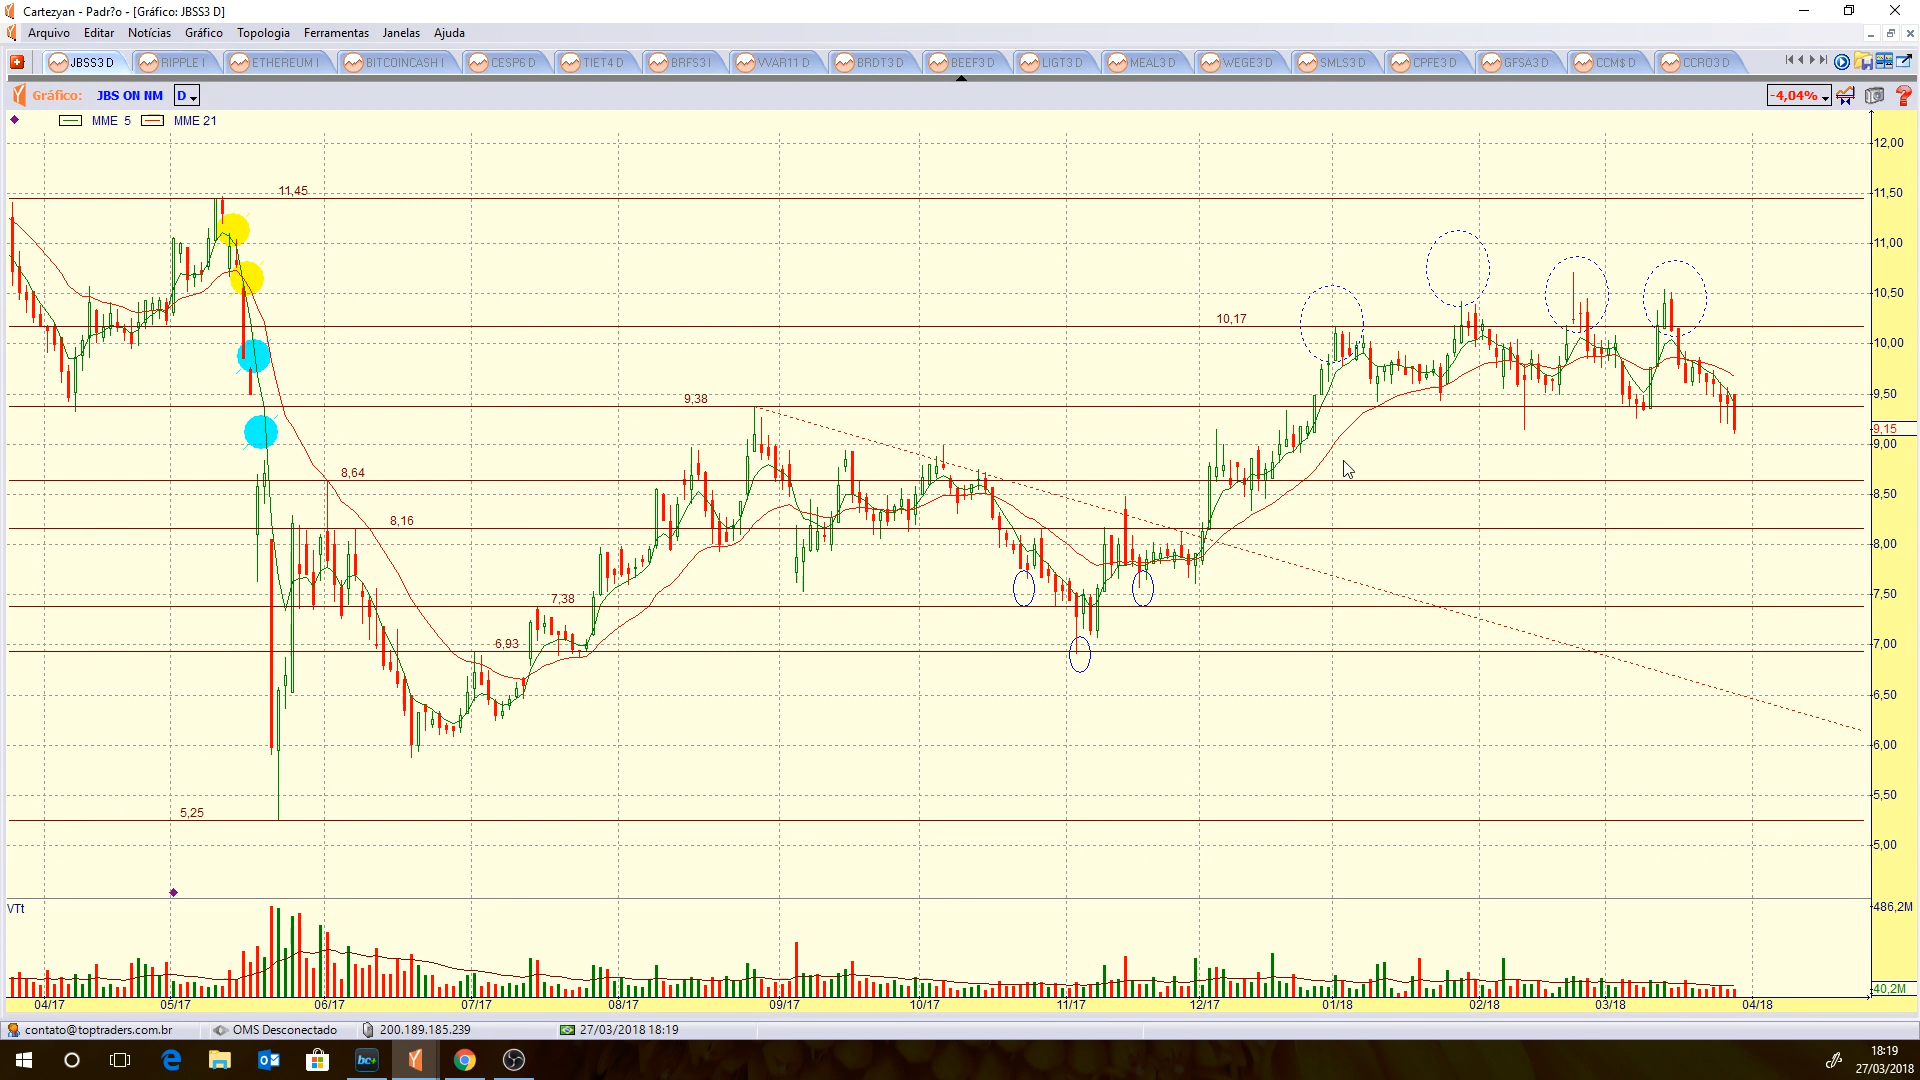 Cartezyan - Padr?o - [Gráfico: JBSS3 D]
Arquivo Editar Notícias Gráfico Topologia Ferramentas Janelas Ajuda
JBSS3 D RIPPLE I ETHEREUM I BITCOINCASH I CESP6 D TIET4 D BRFS3 I VVAR11 D BRDT3 D BEEF3 D LIGT3 D MEAL3 D WEGE3 D SMLS3 D CPFE3 D GFSA3 D CCM$ D CCRO3 D
Gráfico: JBS ON NM D -4,04%
MME 5 MME 21
12,00
11,45
11,50
11,00
10,50
10,17
10,00
9,38
9,50
9,15
9,00
8,64
8,50
8,16
8,00
7,38
7,50
6,93
7,00
6,50
6,00
5,25
5,50
5,00
VTt
486,2M
40,2M
04/17 05/17 06/17 07/17 08/17 09/17 10/17 11/17 12/17 01/18 02/18 03/18 04/18
contato@toptraders.com.br OMS Desconectado 200.189.185.239 27/03/2018 18:19
bc+
18:19
27/03/2018